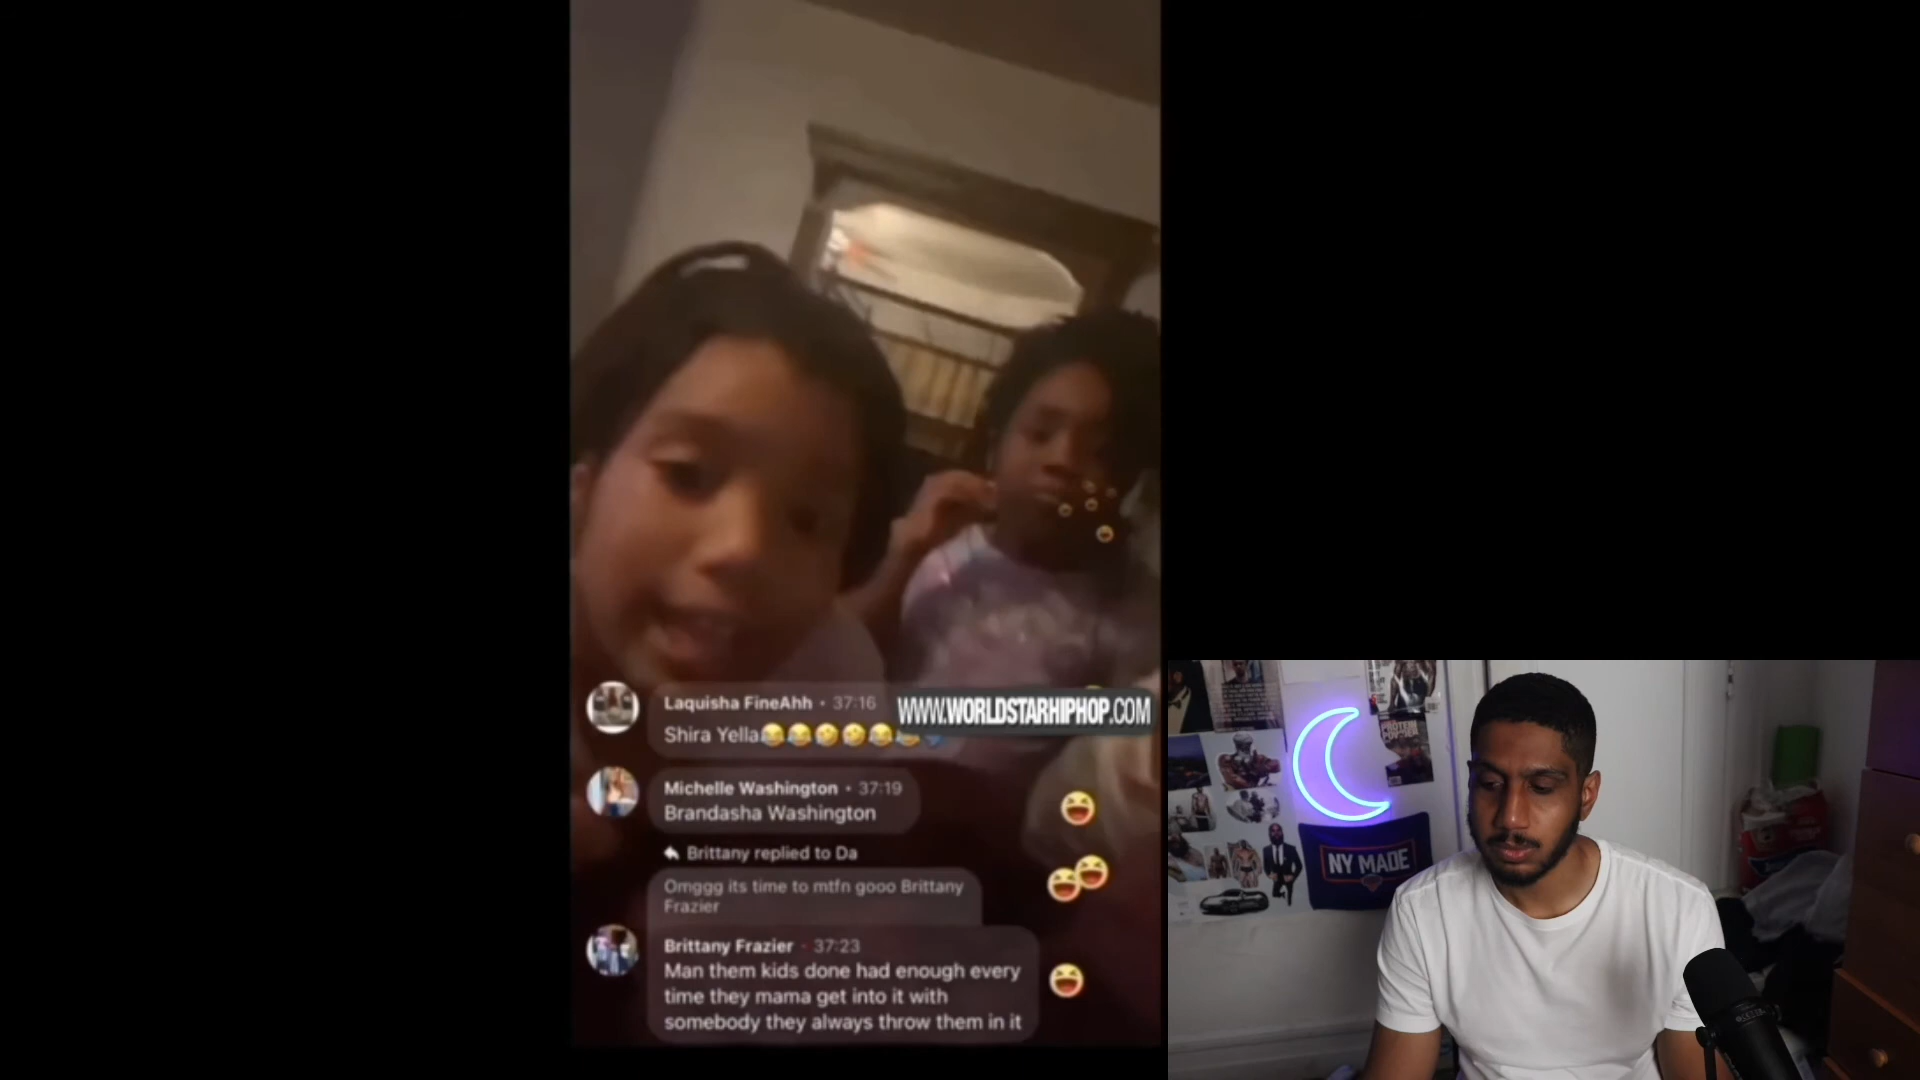 Laquisha FineAhh • 37:16
WWW.WORLDSTARHIPHOP.COM
Shira Yella😂😂🤣🤣😂
Michelle Washington • 37:19
Brandasha Washington
Brittany replied to Da
Omggg its time to mtfn gooo Brittany
Frazier
Brittany Frazier • 37:23
Man them kids done had enough every
time they mama get into it with
somebody they always throw them in it
PROTEIN
POWDER
NY MADE